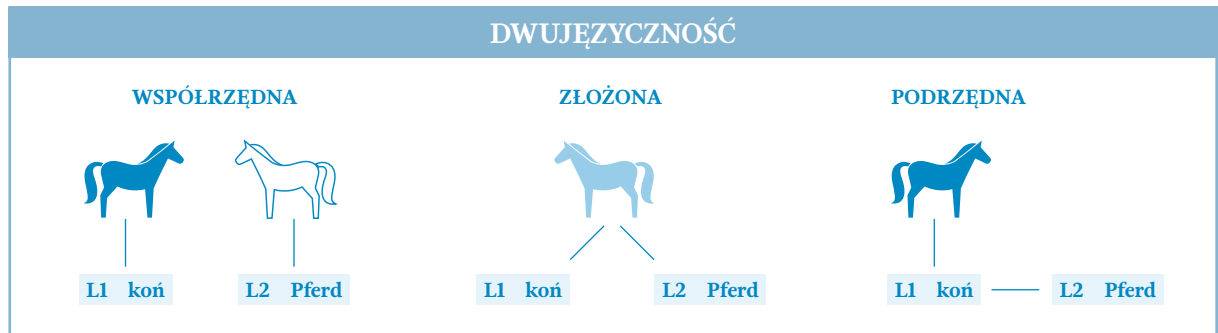 DWUJĘZYCZNOŚĆ
WSPÓŁRZĘDNA
ZŁOŻONA
PODRZĘDNA
L1 koń
L2 Pferd
L1 koń
L2 Pferd
L1 koń
L2 Pferd